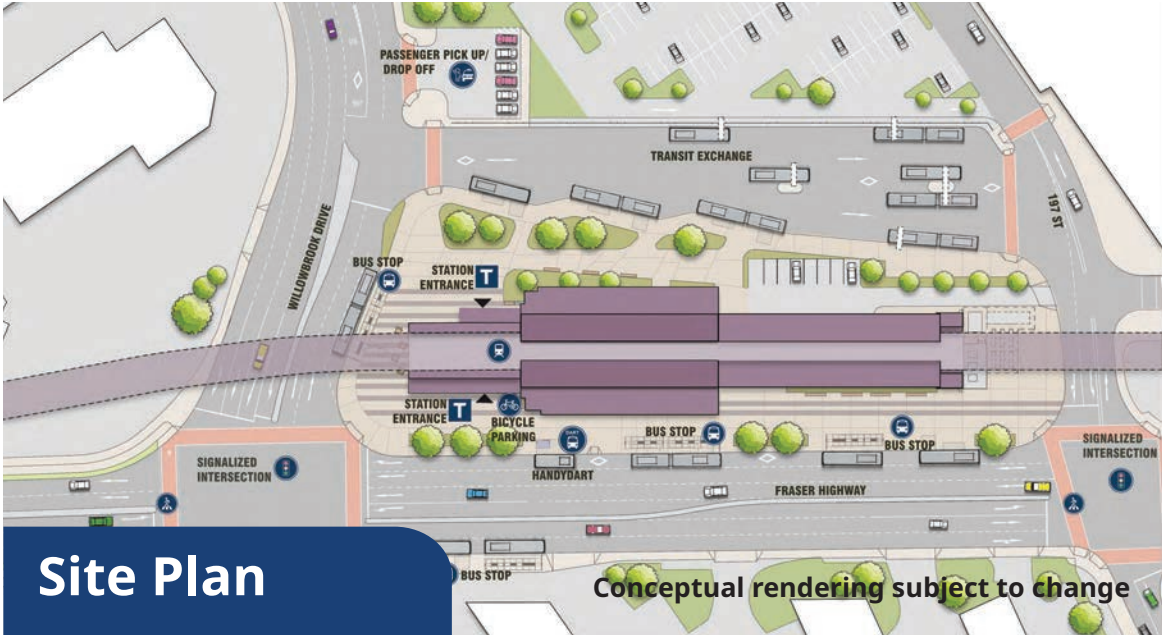 PASSENGER PICK UP/
DROP OFF
TRANSIT EXCHANGE
197 ST
WILLOWBROOK DRIVE
BUS STOP
STATION
ENTRANCE
T
STATION
ENTRANCE
T
BICYCLE
PARKING
DART
HANDYDART
BUS STOP
BUS STOP
SIGNALIZED
INTERSECTION
SIGNALIZED
INTERSECTION
FRASER HIGHWAY
BUS STOP
Site Plan
Conceptual rendering subject to change